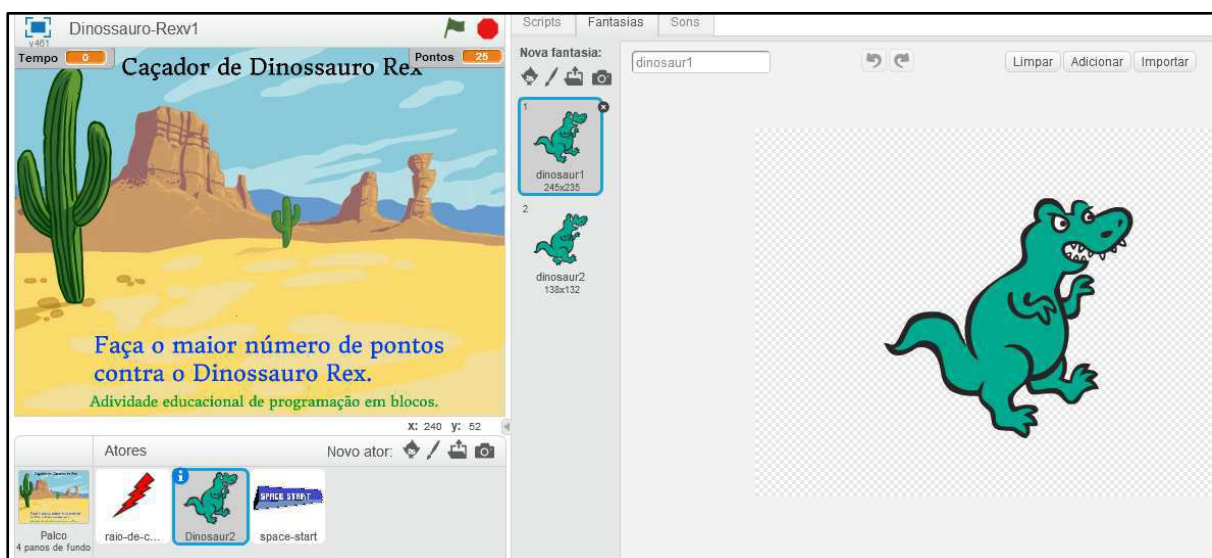 Dinossauro-Rexv1
v461
Tempo 0
Pontos 25
Caçador de Dinossauro Rex
Faça o maior número de pontos
contra o Dinossauro Rex.
Adividade educacional de programação em blocos.
x: 240 y: 52
Atores
Novo ator:
Palco
4 panos de fundo
raio-de-c...
Dinosaur2
SPACE START
space-start
Scripts
Fantasias
Sons
Nova fantasia:
1
dinosaur1
245x235
2
dinosaur2
138x132
dinosaur1
Limpar
Adicionar
Importar